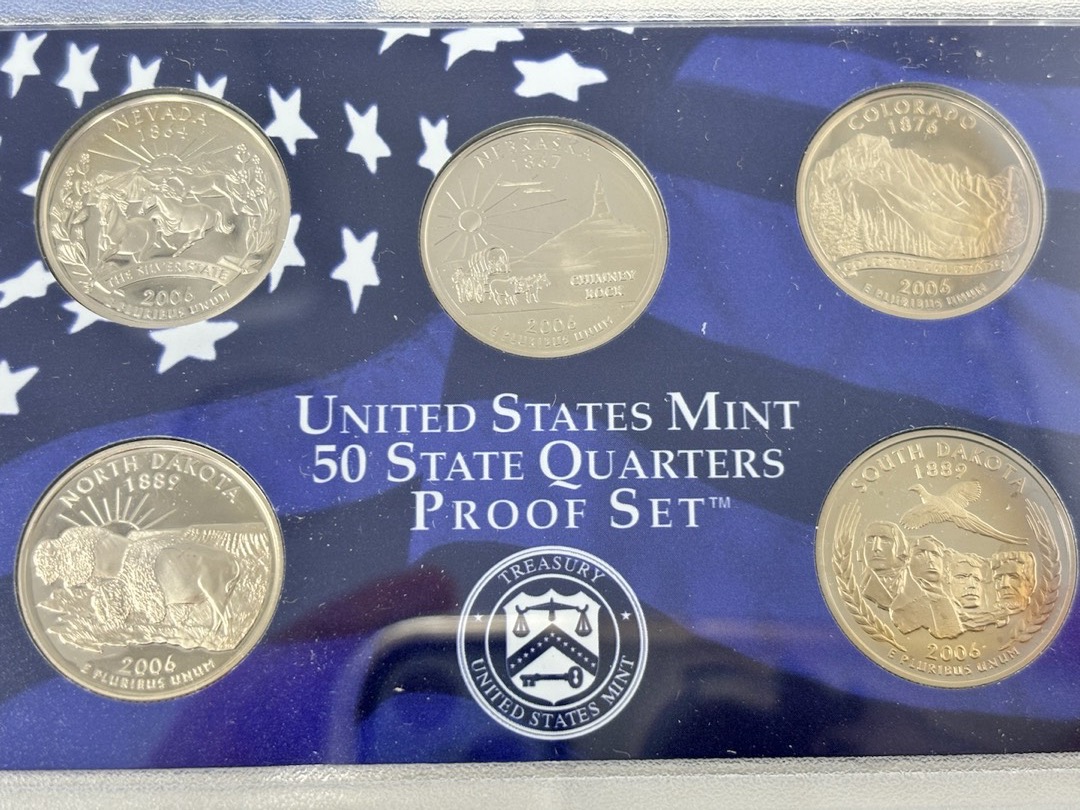 NEVADA
1864
THE SILVER STATE
2006
E PLURIBUS UNUM
NEBRASKA
1867
CHIMNEY
ROCK
2006
E PLURIBUS UNUM
COLORADO
1876
COLORFUL COLORADO
2006
E PLURIBUS UNUM
UNITED STATES MINT
50 STATE QUARTERS
PROOF SET™
NORTH DAKOTA
1889
2006
E PLURIBUS UNUM
TREASURY
UNITED STATES MINT
SOUTH DAKOTA
1889
2006
E PLURIBUS UNUM